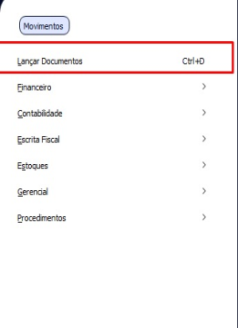 Movimentos
Lançar Documentos Ctrl+D
Financeiro
Contabilidade
Escrita Fiscal
Estoques
Gerencial
Procedimentos